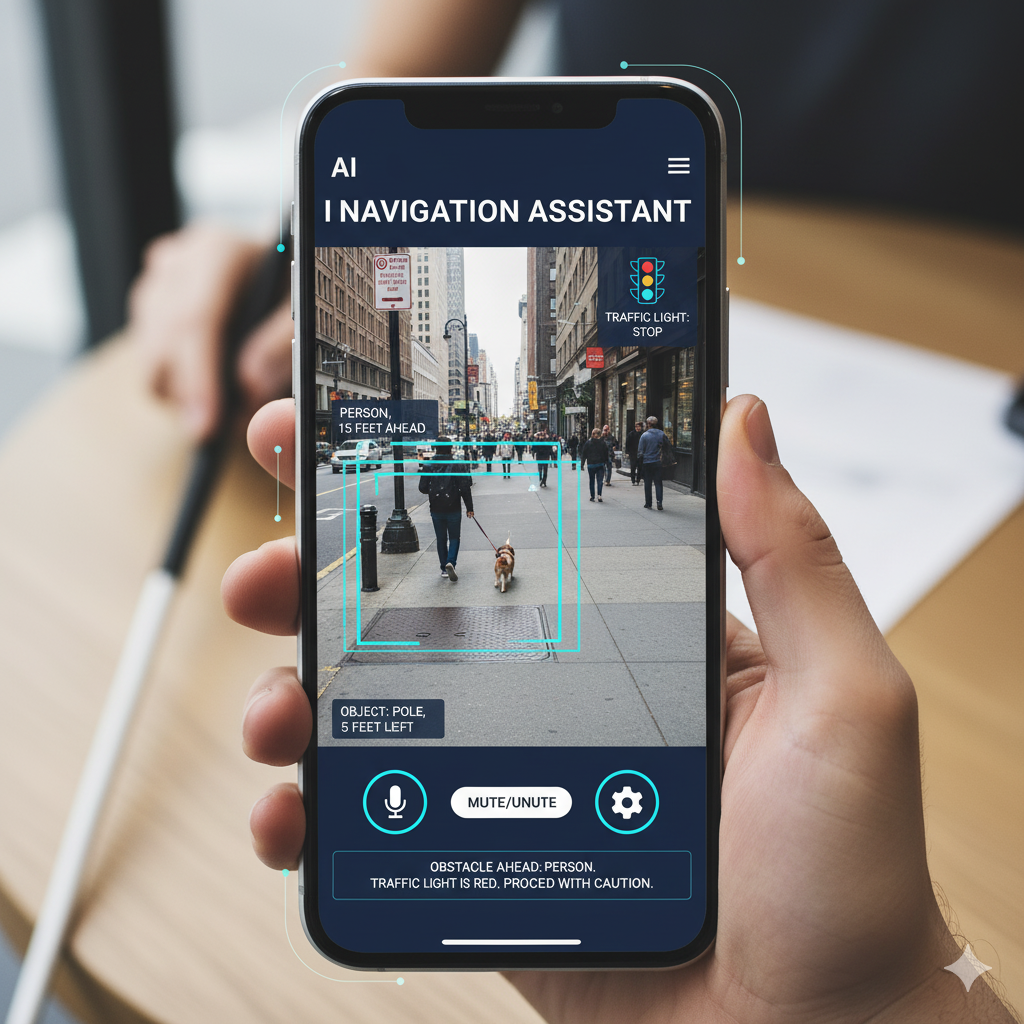 AI
I NAVIGATION ASSISTANT
TRAFFIC LIGHT:
STOP
PERSON,
15 FEET AHEAD
OBJECT: POLE,
5 FEET LEFT
MUTE/UNUTE
OBSTACLE AHEAD: PERSON.
TRAFFIC LIGHT IS RED. PROCED WITH CAUTION.